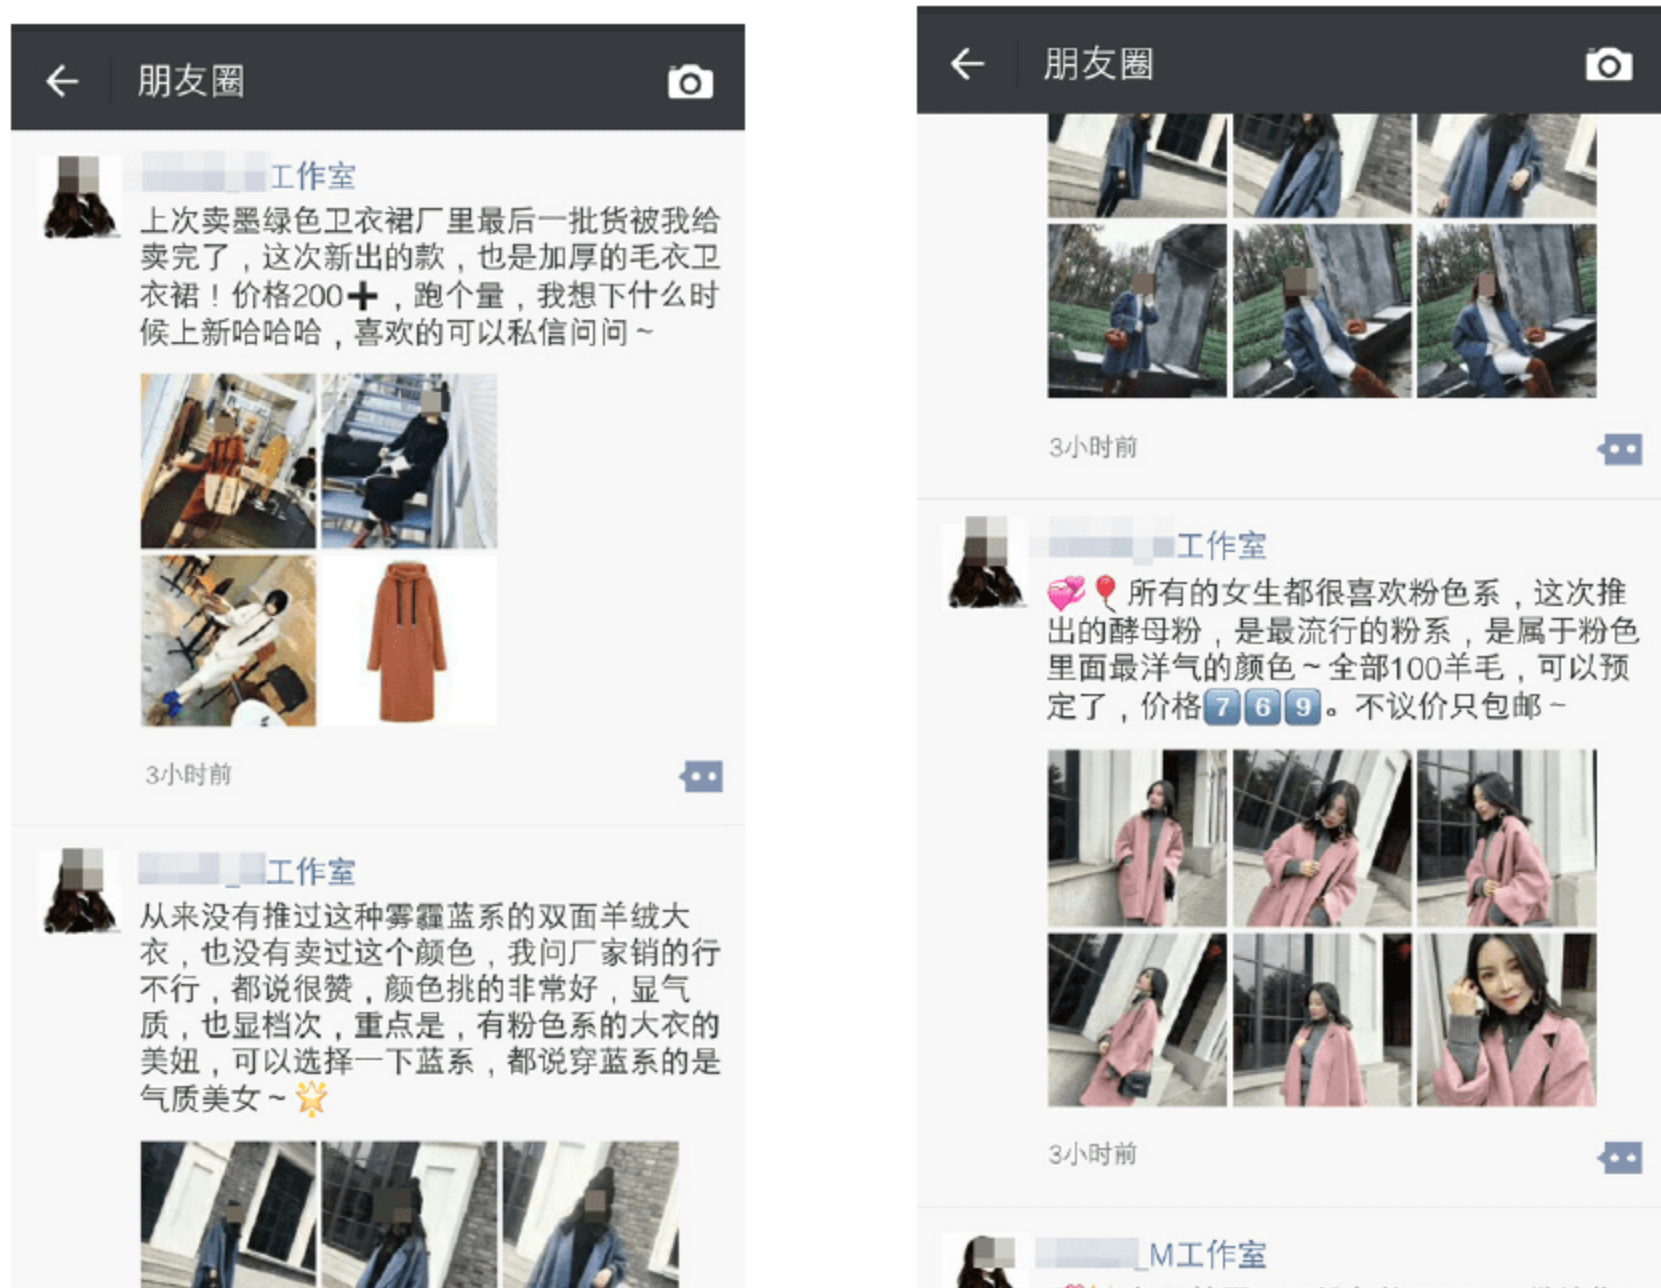 朋友圈
工作室
上次卖墨绿色卫衣裙厂里最后一批货被我给
卖完了，这次新出的款，也是加厚的毛衣卫
衣裙！价格200➕，跑个量，我想下什么时
候上新哈哈哈，喜欢的可以私信问问～
3小时前
工作室
从来没有推过这种雾霾蓝系的双面羊绒大
衣，也没有卖过这个颜色，我问厂家销的行
不行，都说很赞，颜色挑的非常好，显气
质，也显档次，重点是，有粉色系的大衣的
美妞，可以选择一下蓝系，都说穿蓝系的是
气质美女～🌟
朋友圈
3小时前
工作室
💞🎈所有的女生都很喜欢粉色系，这次推
出的酵母粉，是最流行的粉系，是属于粉色
里面最洋气的颜色～全部100羊毛，可以预
定了，价格7️⃣6️⃣9️⃣。不议价只包邮～
3小时前
_M工作室